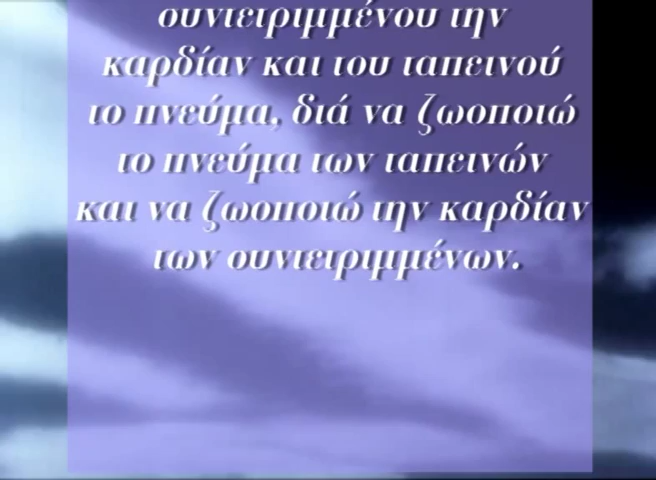 συντετριμμένου την
καρδίαν και του ταπεινού
το πνεύμα, διά να ζωοποιώ
το πνεύμα των ταπεινών
και να ζωοποιώ την καρδίαν
των συντετριμμένων.